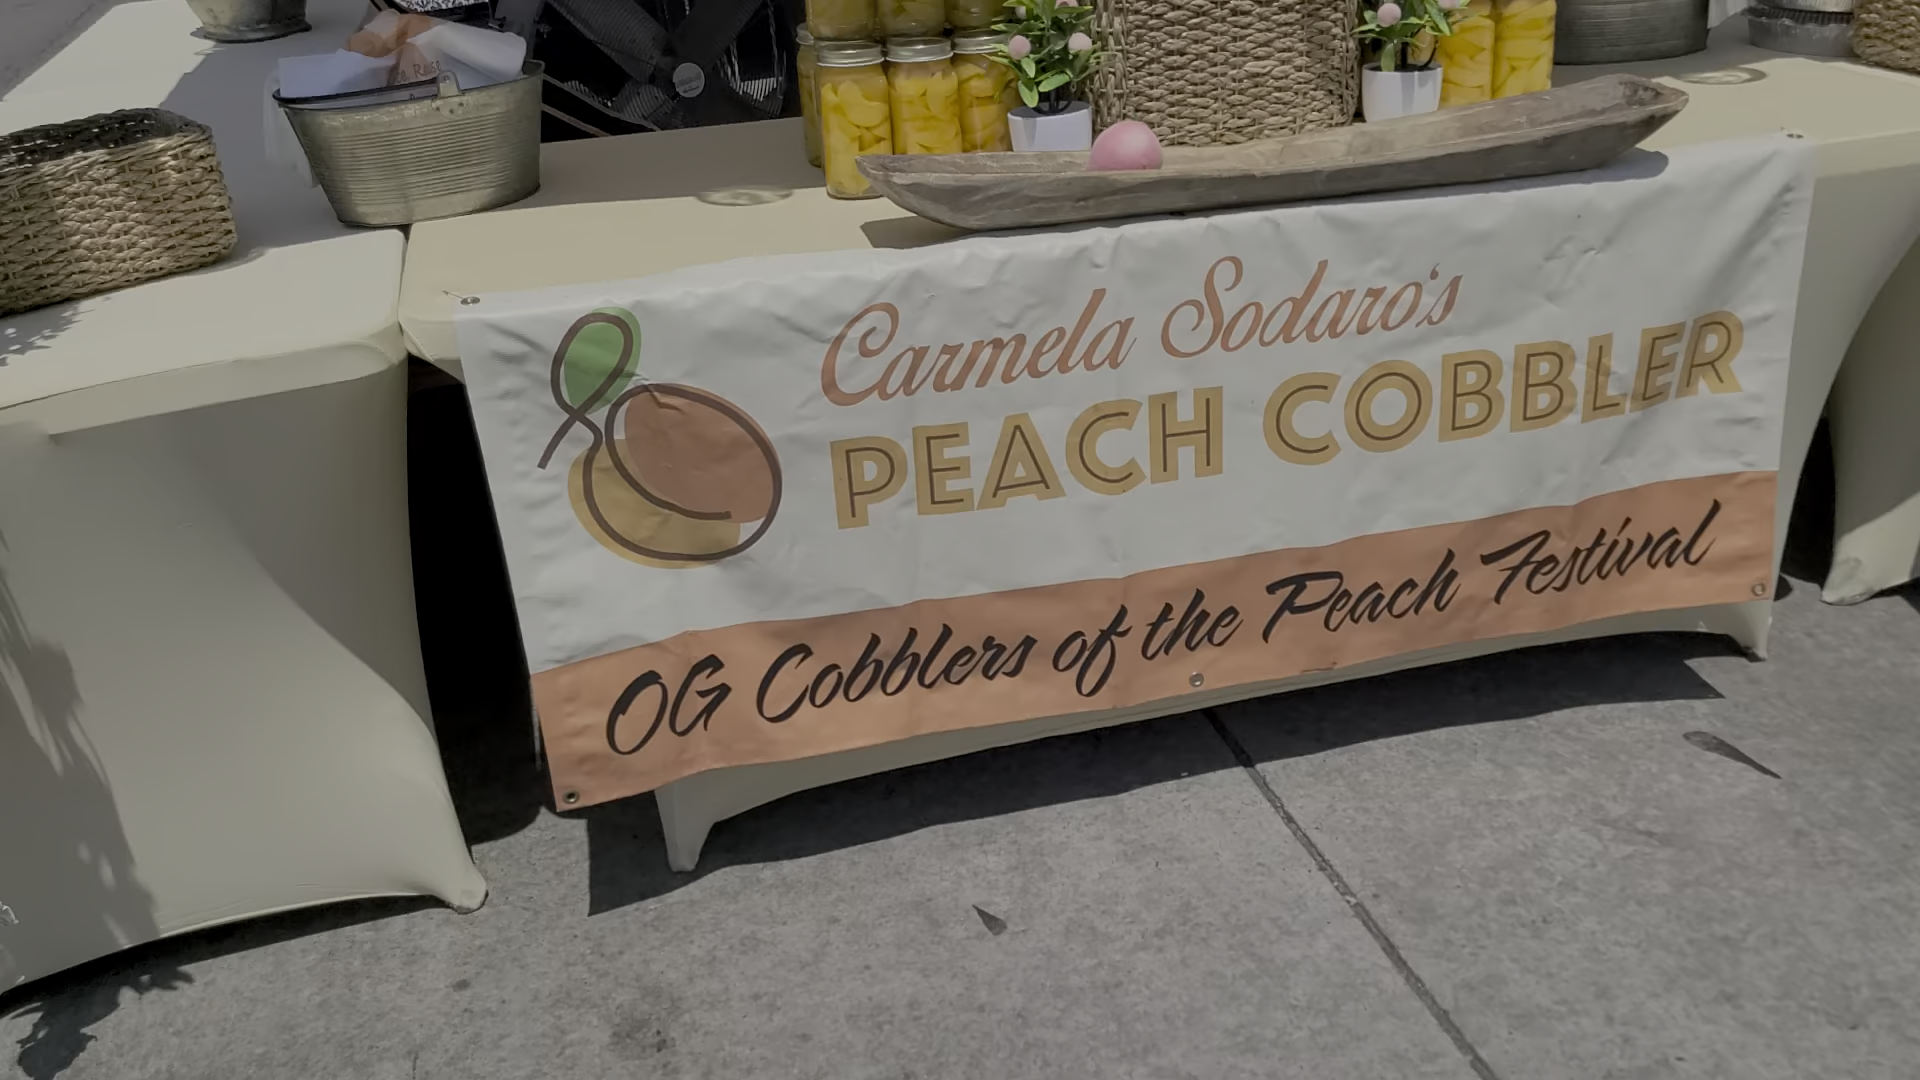 Carmela Sodaro's
PEACH COBBLER
OG Cobblers of the Peach Festival